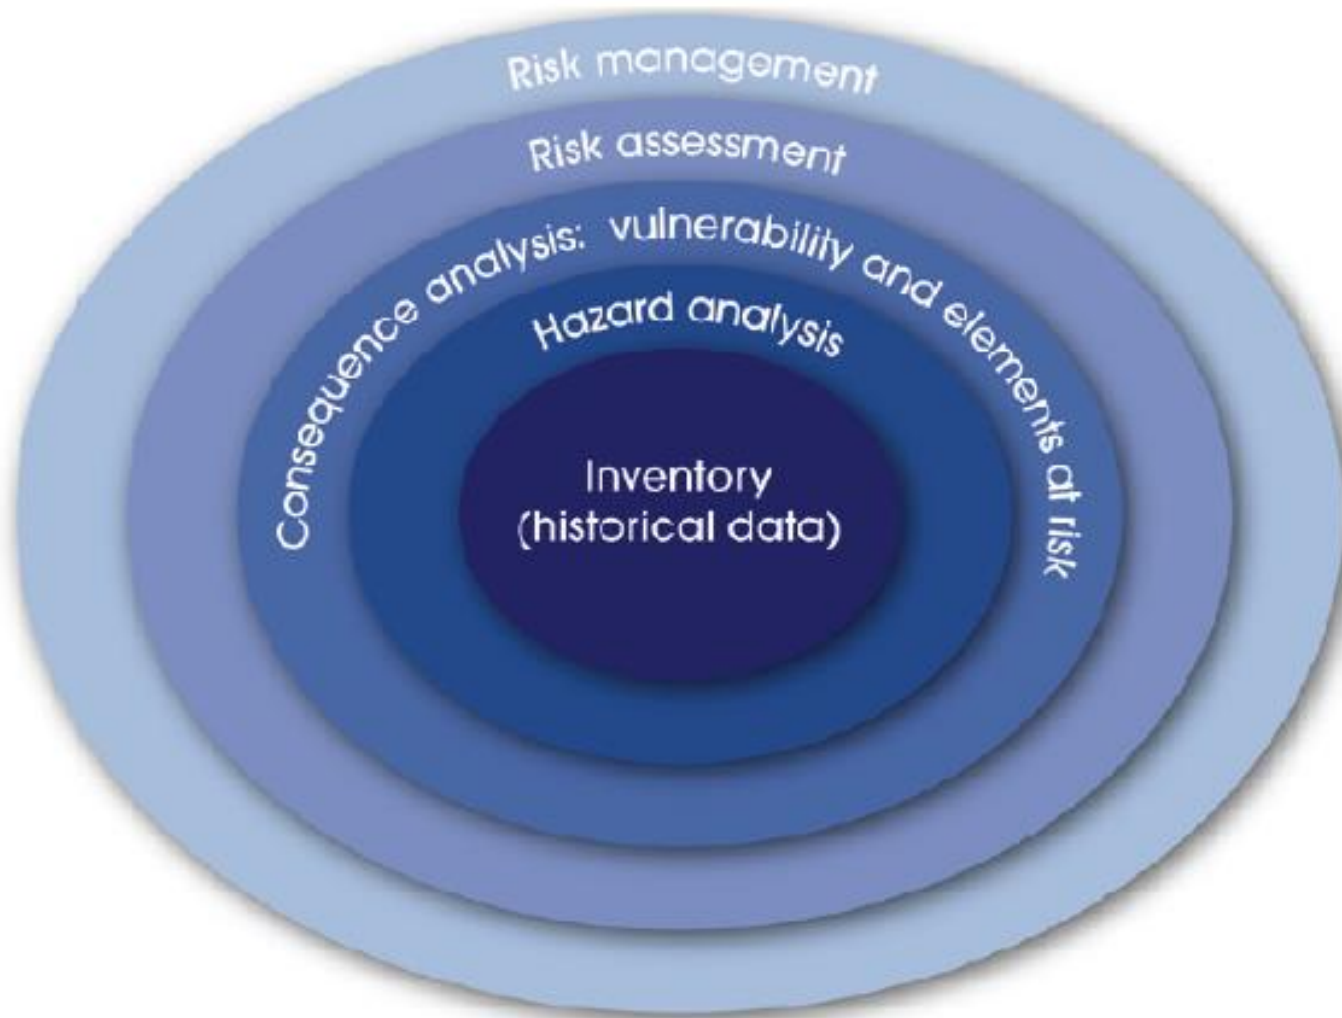 Risk management
Risk assessment
Consequence analysis: vulnerability and elements at risk
Hazard analysis
Inventory
(historical data)